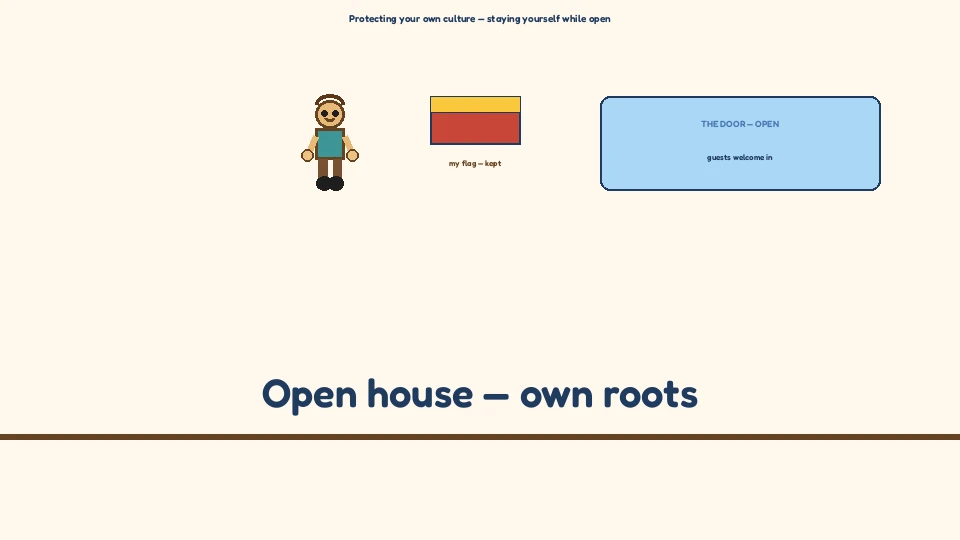 Protecting your own culture — staying yourself while open
THE DOOR — OPEN
guests welcome in
my flag — kept
Open house — own roots